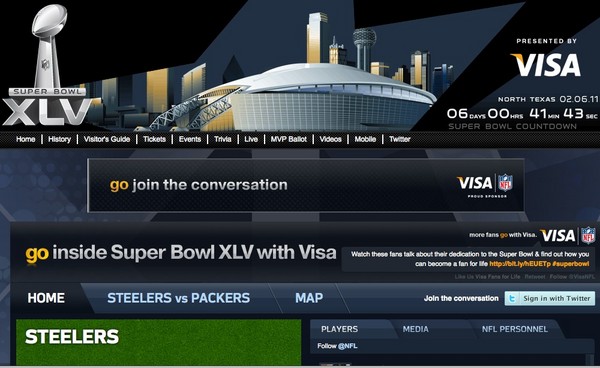 SUPER BOWL
XLV
PRESENTED BY
VISA
NORTH TEXAS 02.06.11
06 DAYS 00 HRS 41 MIN 43 SEC
SUPER BOWL COUNTDOWN
Home | History | Visitor's Guide | Tickets | Events | Trivia | Live | MVP Ballot | Videos | Mobile | Twitter
go join the conversation
VISA NFL
PROUD SPONSOR
more fans go with Visa. VISA NFL
go inside Super Bowl XLV with Visa
Watch these fans talk about their dedication to the Super Bowl & find out how you
can become a fan for life http://bit.ly/hEUETp #superbowl
Like Us Visa Fans for Life Retweet Follow @VisaNFL
HOME STEELERS vs PACKERS MAP
Join the conversation Sign in with Twitter
STEELERS
PLAYERS MEDIA NFL PERSONNEL
Follow @NFL